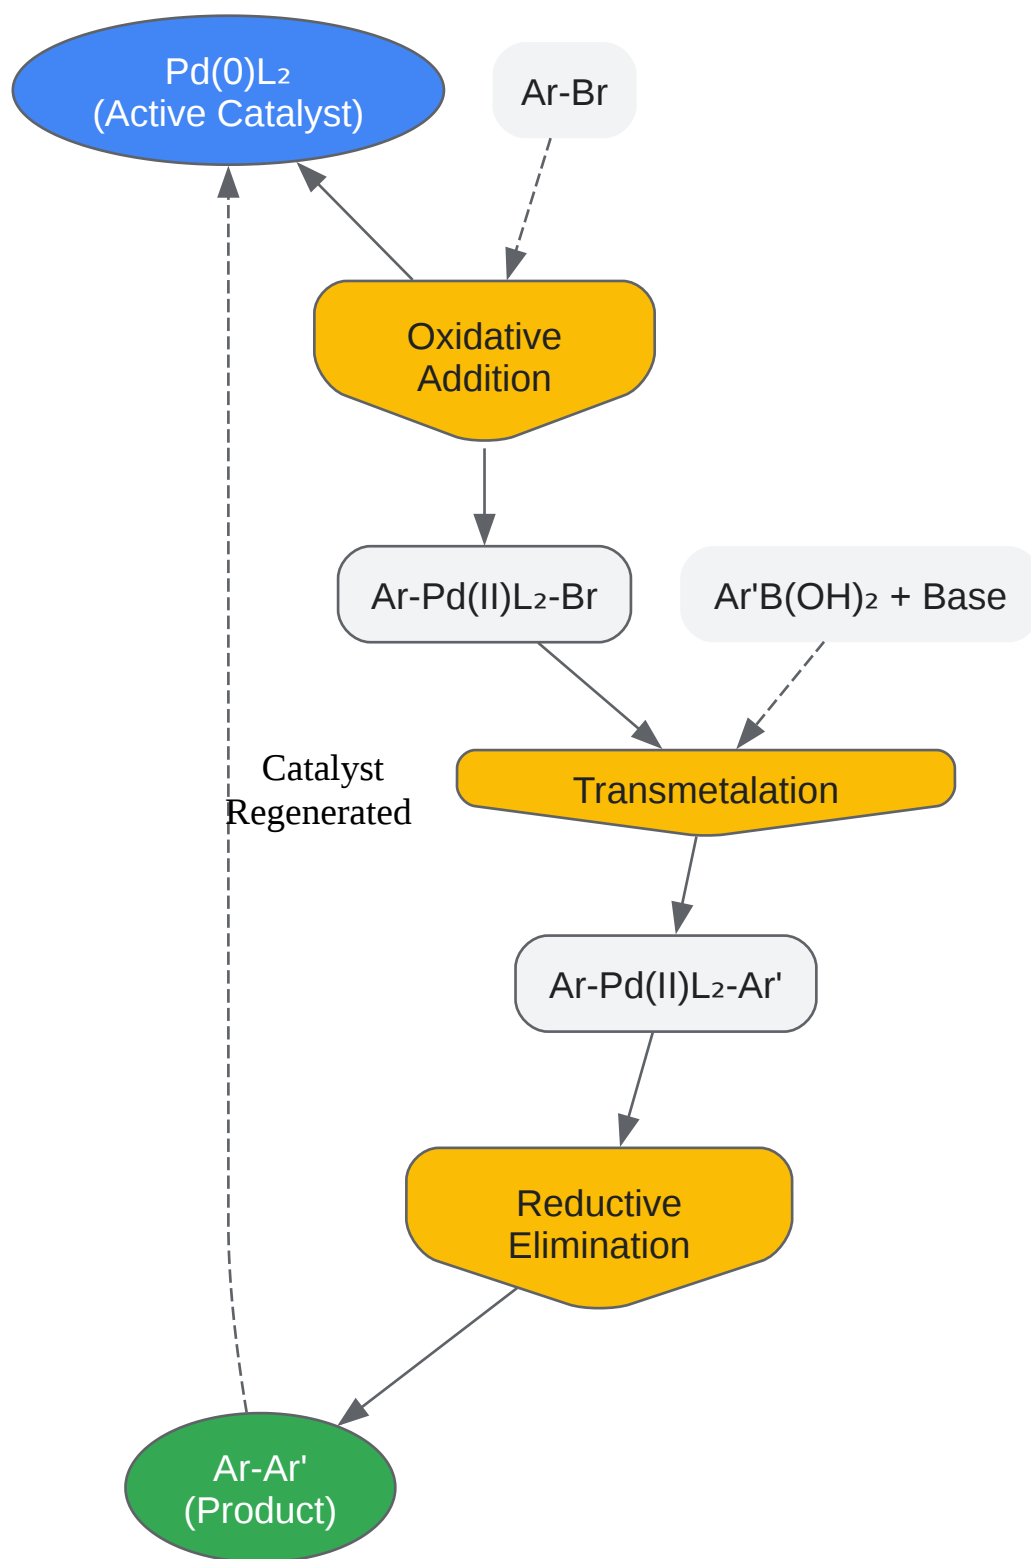 Pd(0)L₂
(Active Catalyst)
Ar-Br
Oxidative
Addition
Ar-Pd(II)L₂-Br
Ar'B(OH)₂ + Base
Catalyst
Regenerated
Transmetalation
Ar-Pd(II)L₂-Ar'
Reductive
Elimination
Ar-Ar'
(Product)